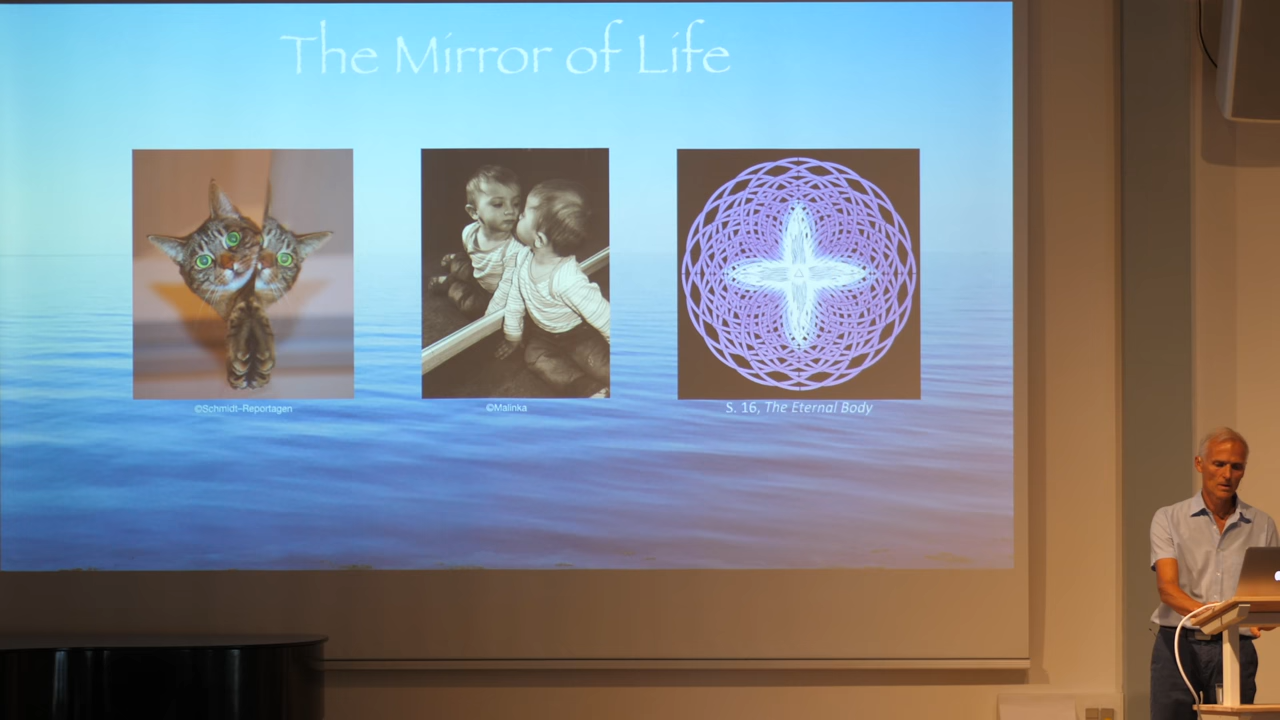 The Mirror of Life
©Schmidt-Reportagen
©Malinka
S. 16, The Eternal Body